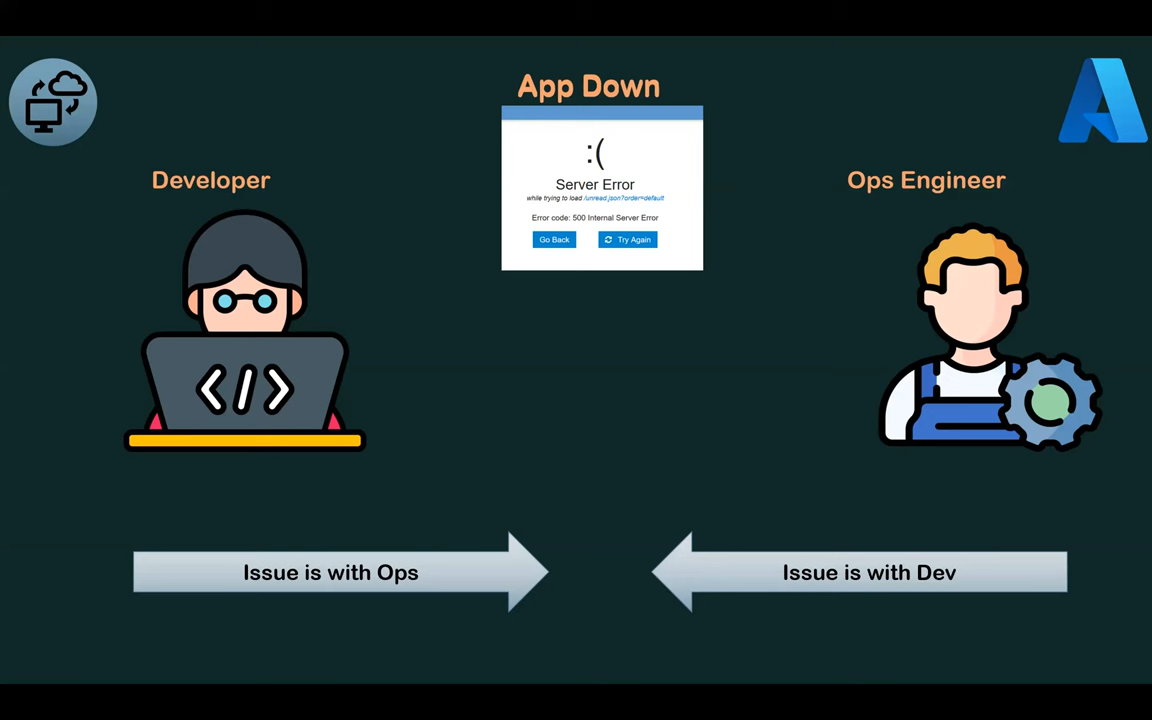 App Down
:(
Server Error
while trying to load /unread.json?order=default
Error code: 500 Internal Server Error
Go Back
Try Again
Developer
Ops Engineer
</>
Issue is with Ops
Issue is with Dev